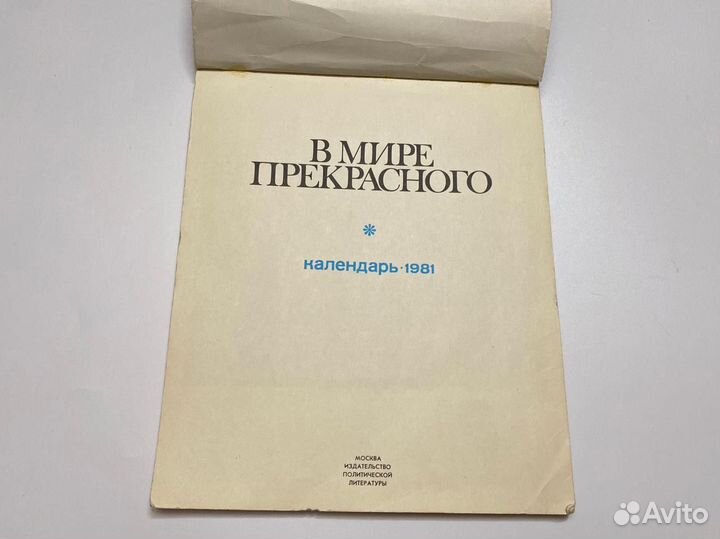 В МИРЕ
ПРЕКРАСНОГО
календарь·1981
МОСКВА
ИЗДАТЕЛЬСТВО
ПОЛИТИЧЕСКОЙ
ЛИТЕРАТУРЫ
Avito